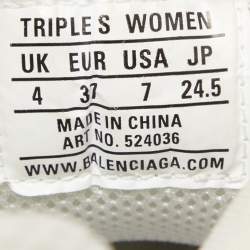 TRIPLE S WOMEN
UK EUR USA JP
4 37 7 24.5
MADE IN CHINA
ART NO. 524036
WWW.BALENCIAGA.COM